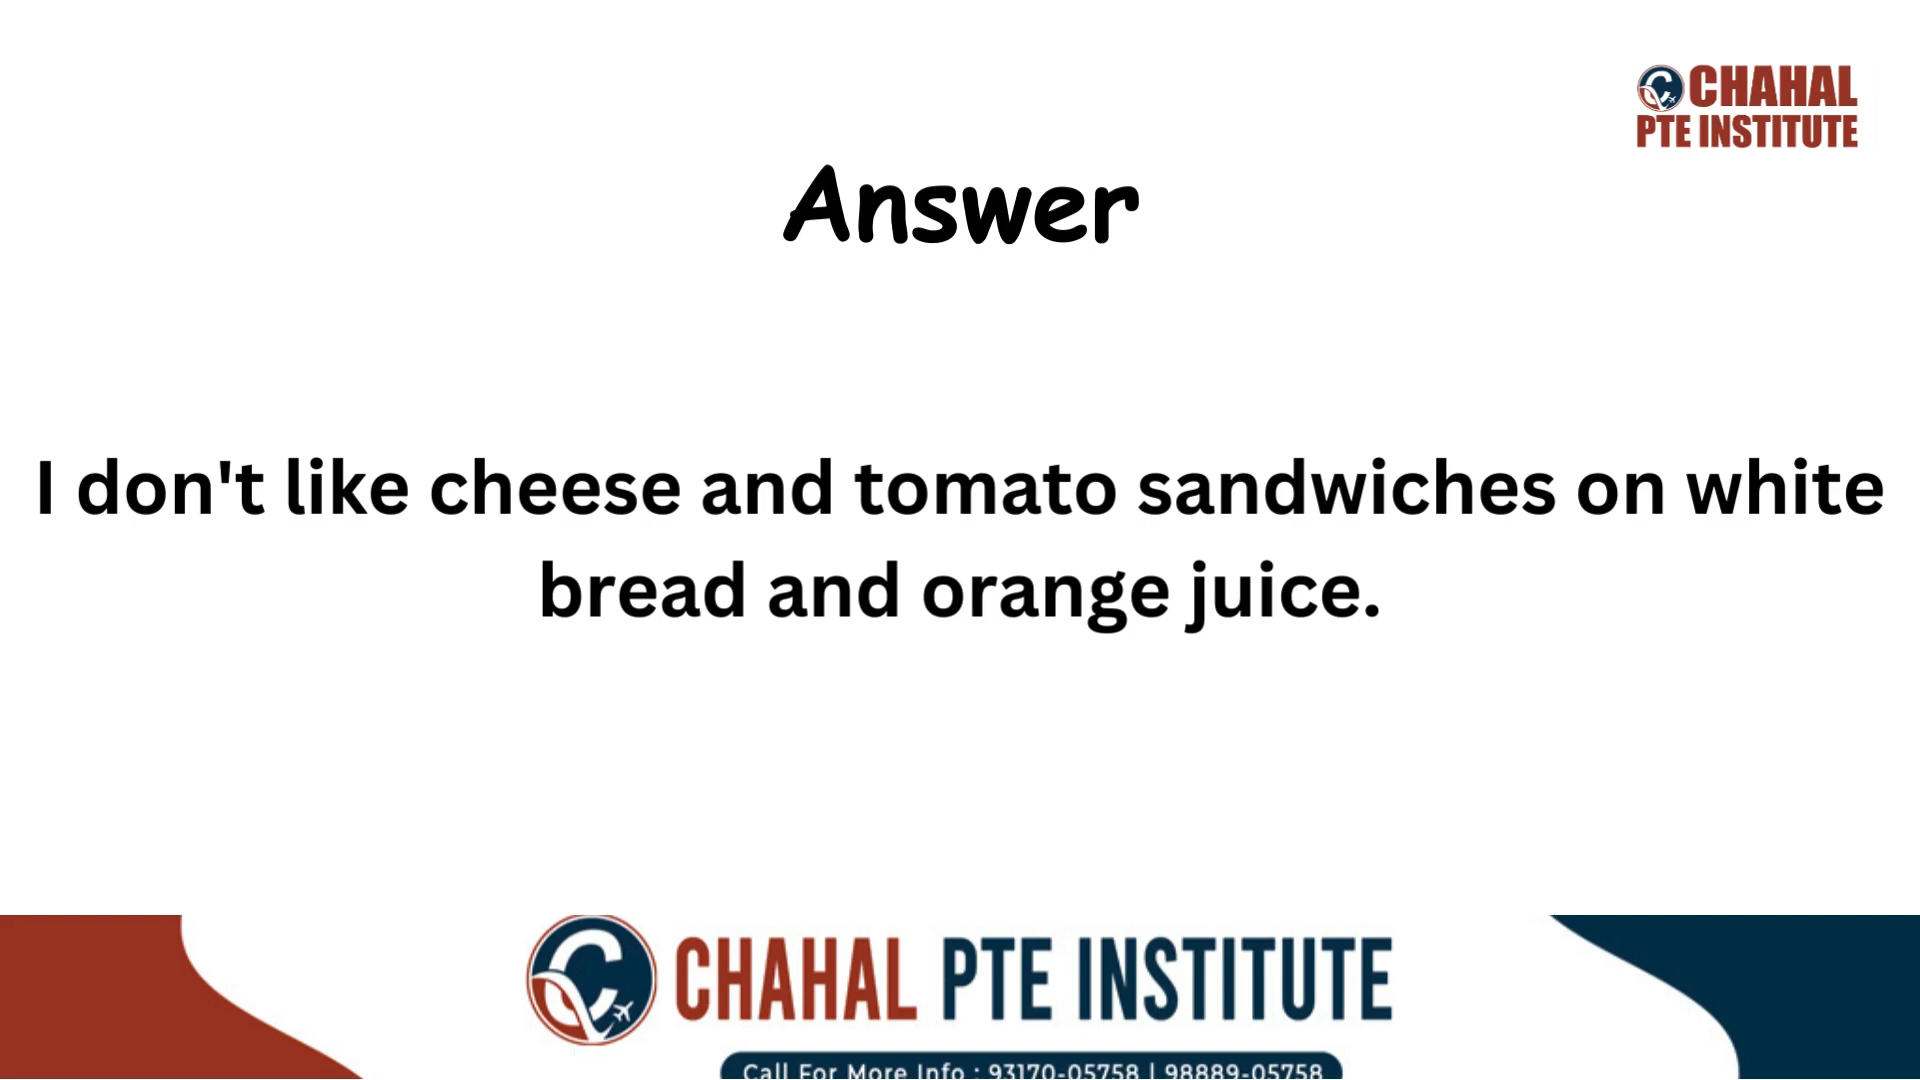 CHAHAL
PTE INSTITUTE
Answer
I don't like cheese and tomato sandwiches on white
bread and orange juice.
CHAHAL PTE INSTITUTE
Call For More Info : 93170-05758 | 98889-05758